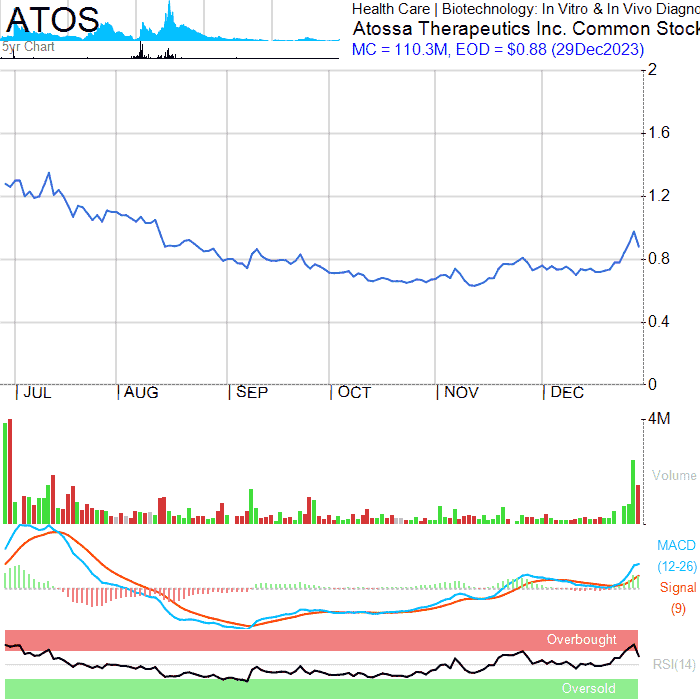 ATOS
5yr Chart
Health Care | Biotechnology: In Vitro & In Vivo Diagno
Atossa Therapeutics Inc. Common Stock
MC = 110.3M, EOD = $0.88 (29Dec2023)
2
1.6
1.2
0.8
0.4
0
JUL AUG SEP OCT NOV DEC
4M
Volume
MACD
(12-26)
Signal
(9)
Overbought
RSI(14)
Oversold